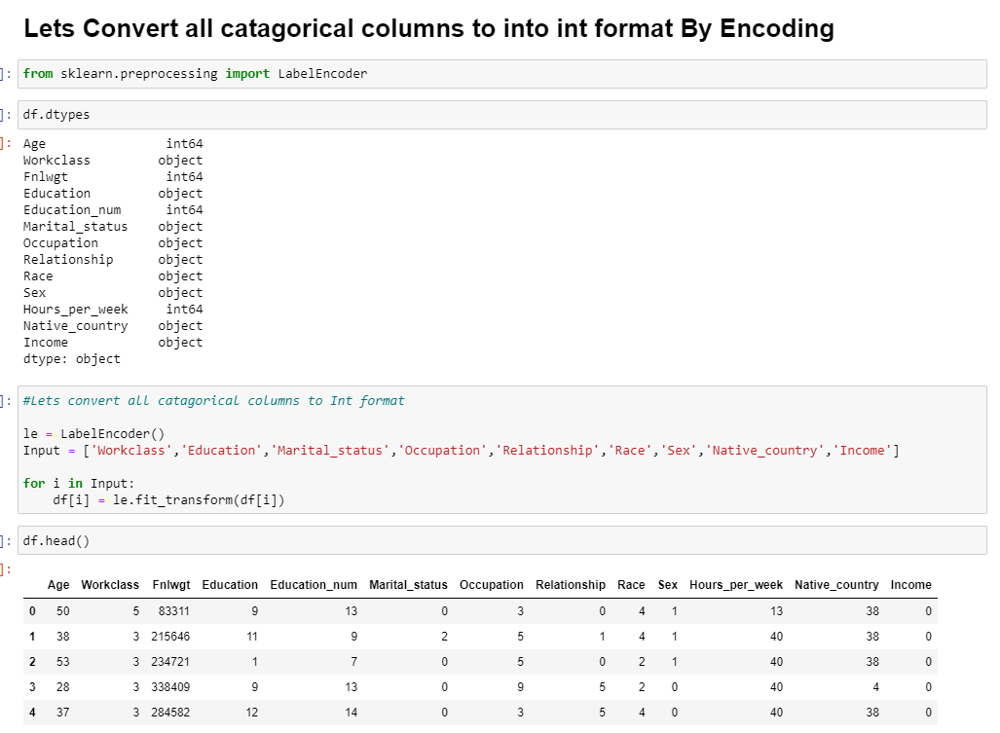 Lets Convert all catagorical columns to into int format By Encoding
]: from sklearn.preprocessing import LabelEncoder
]: df.dtypes
]: Age int64
Workclass object
Fnlwgt int64
Education object
Education_num int64
Marital_status object
Occupation object
Relationship object
Race object
Sex object
Hours_per_week int64
Native_country object
Income object
dtype: object
]: #Lets convert all catagorical columns to Int format
le = LabelEncoder()
Input = ['Workclass','Education','Marital_status','Occupation','Relationship','Race','Sex','Native_country','Income']
for i in Input:
    df[i] = le.fit_transform(df[i])
]: df.head()
]:
Age Workclass Fnlwgt Education Education_num Marital_status Occupation Relationship Race Sex Hours_per_week Native_country Income
0 50 5 83311 9 13 0 3 0 4 1 13 38 0
1 38 3 215646 11 9 2 5 1 4 1 40 38 0
2 53 3 234721 1 7 0 5 0 2 1 40 38 0
3 28 3 338409 9 13 0 9 5 2 0 40 4 0
4 37 3 284582 12 14 0 3 5 4 0 40 38 0